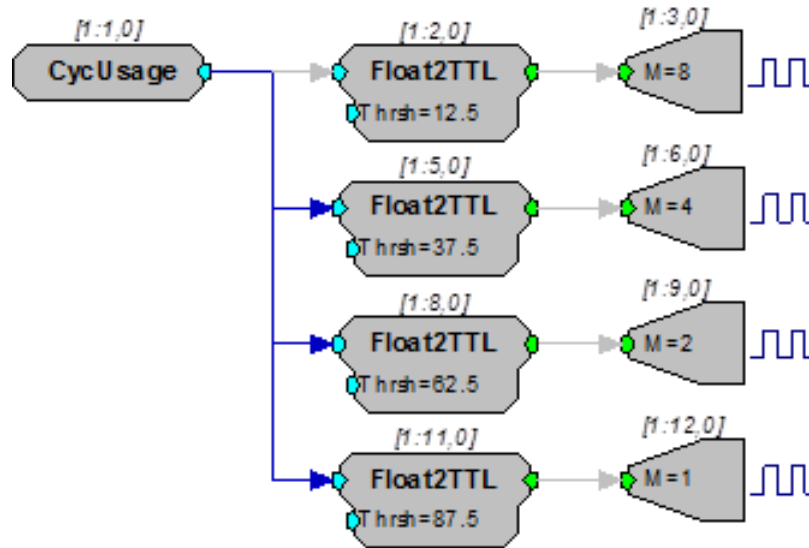 [1:1,0] [1:2,0] [1:3,0]
CycUsage Float2TTL M=8
Thrsh=12.5
[1:5,0] [1:6,0]
Float2TTL M=4
Thrsh=37.5
[1:8,0] [1:9,0]
Float2TTL M=2
Thrsh=62.5
[1:11,0] [1:12,0]
Float2TTL M=1
Thrsh=87.5